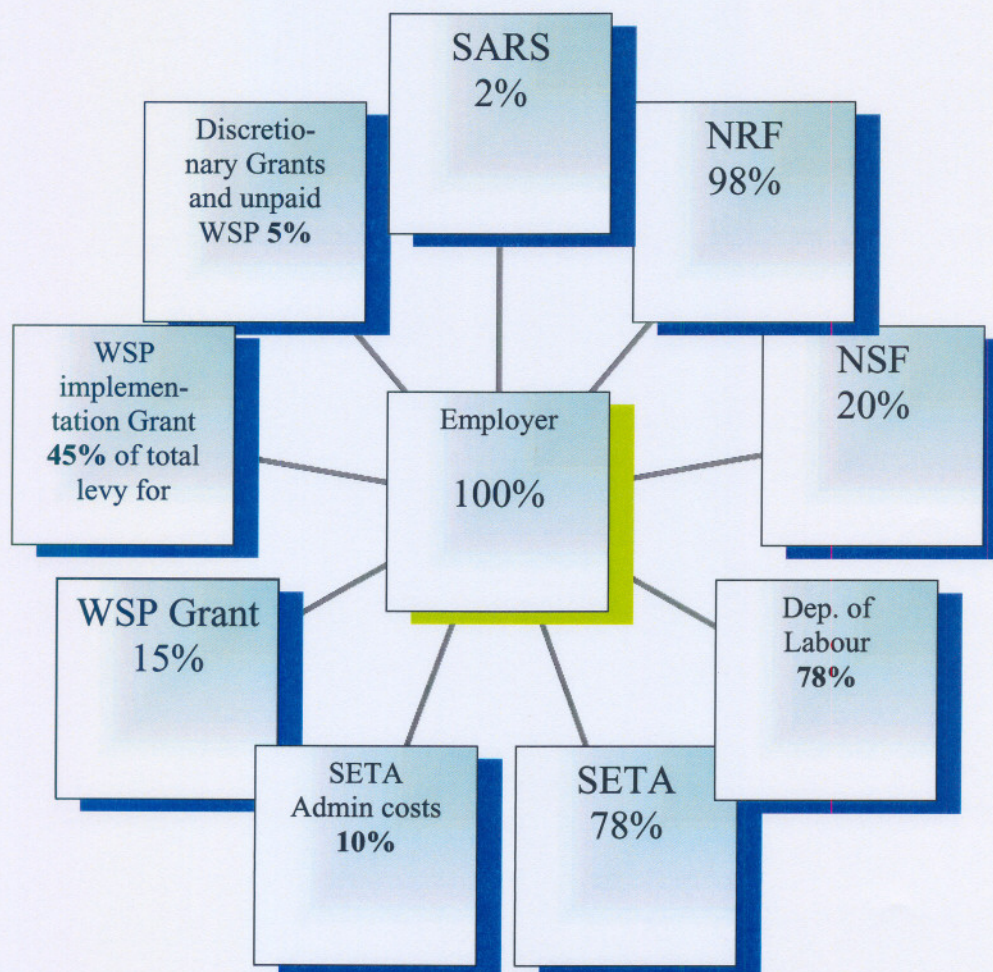 SARS
2%
NRF
98%
NSF
20%
Dep. of
Labour
78%
SETA
78%
SETA
Admin costs
10%
WSP Grant
15%
WSP
implemen-
tation Grant
45% of total
levy for
Discretio-
nary Grants
and unpaid
WSP 5%
Employer
100%